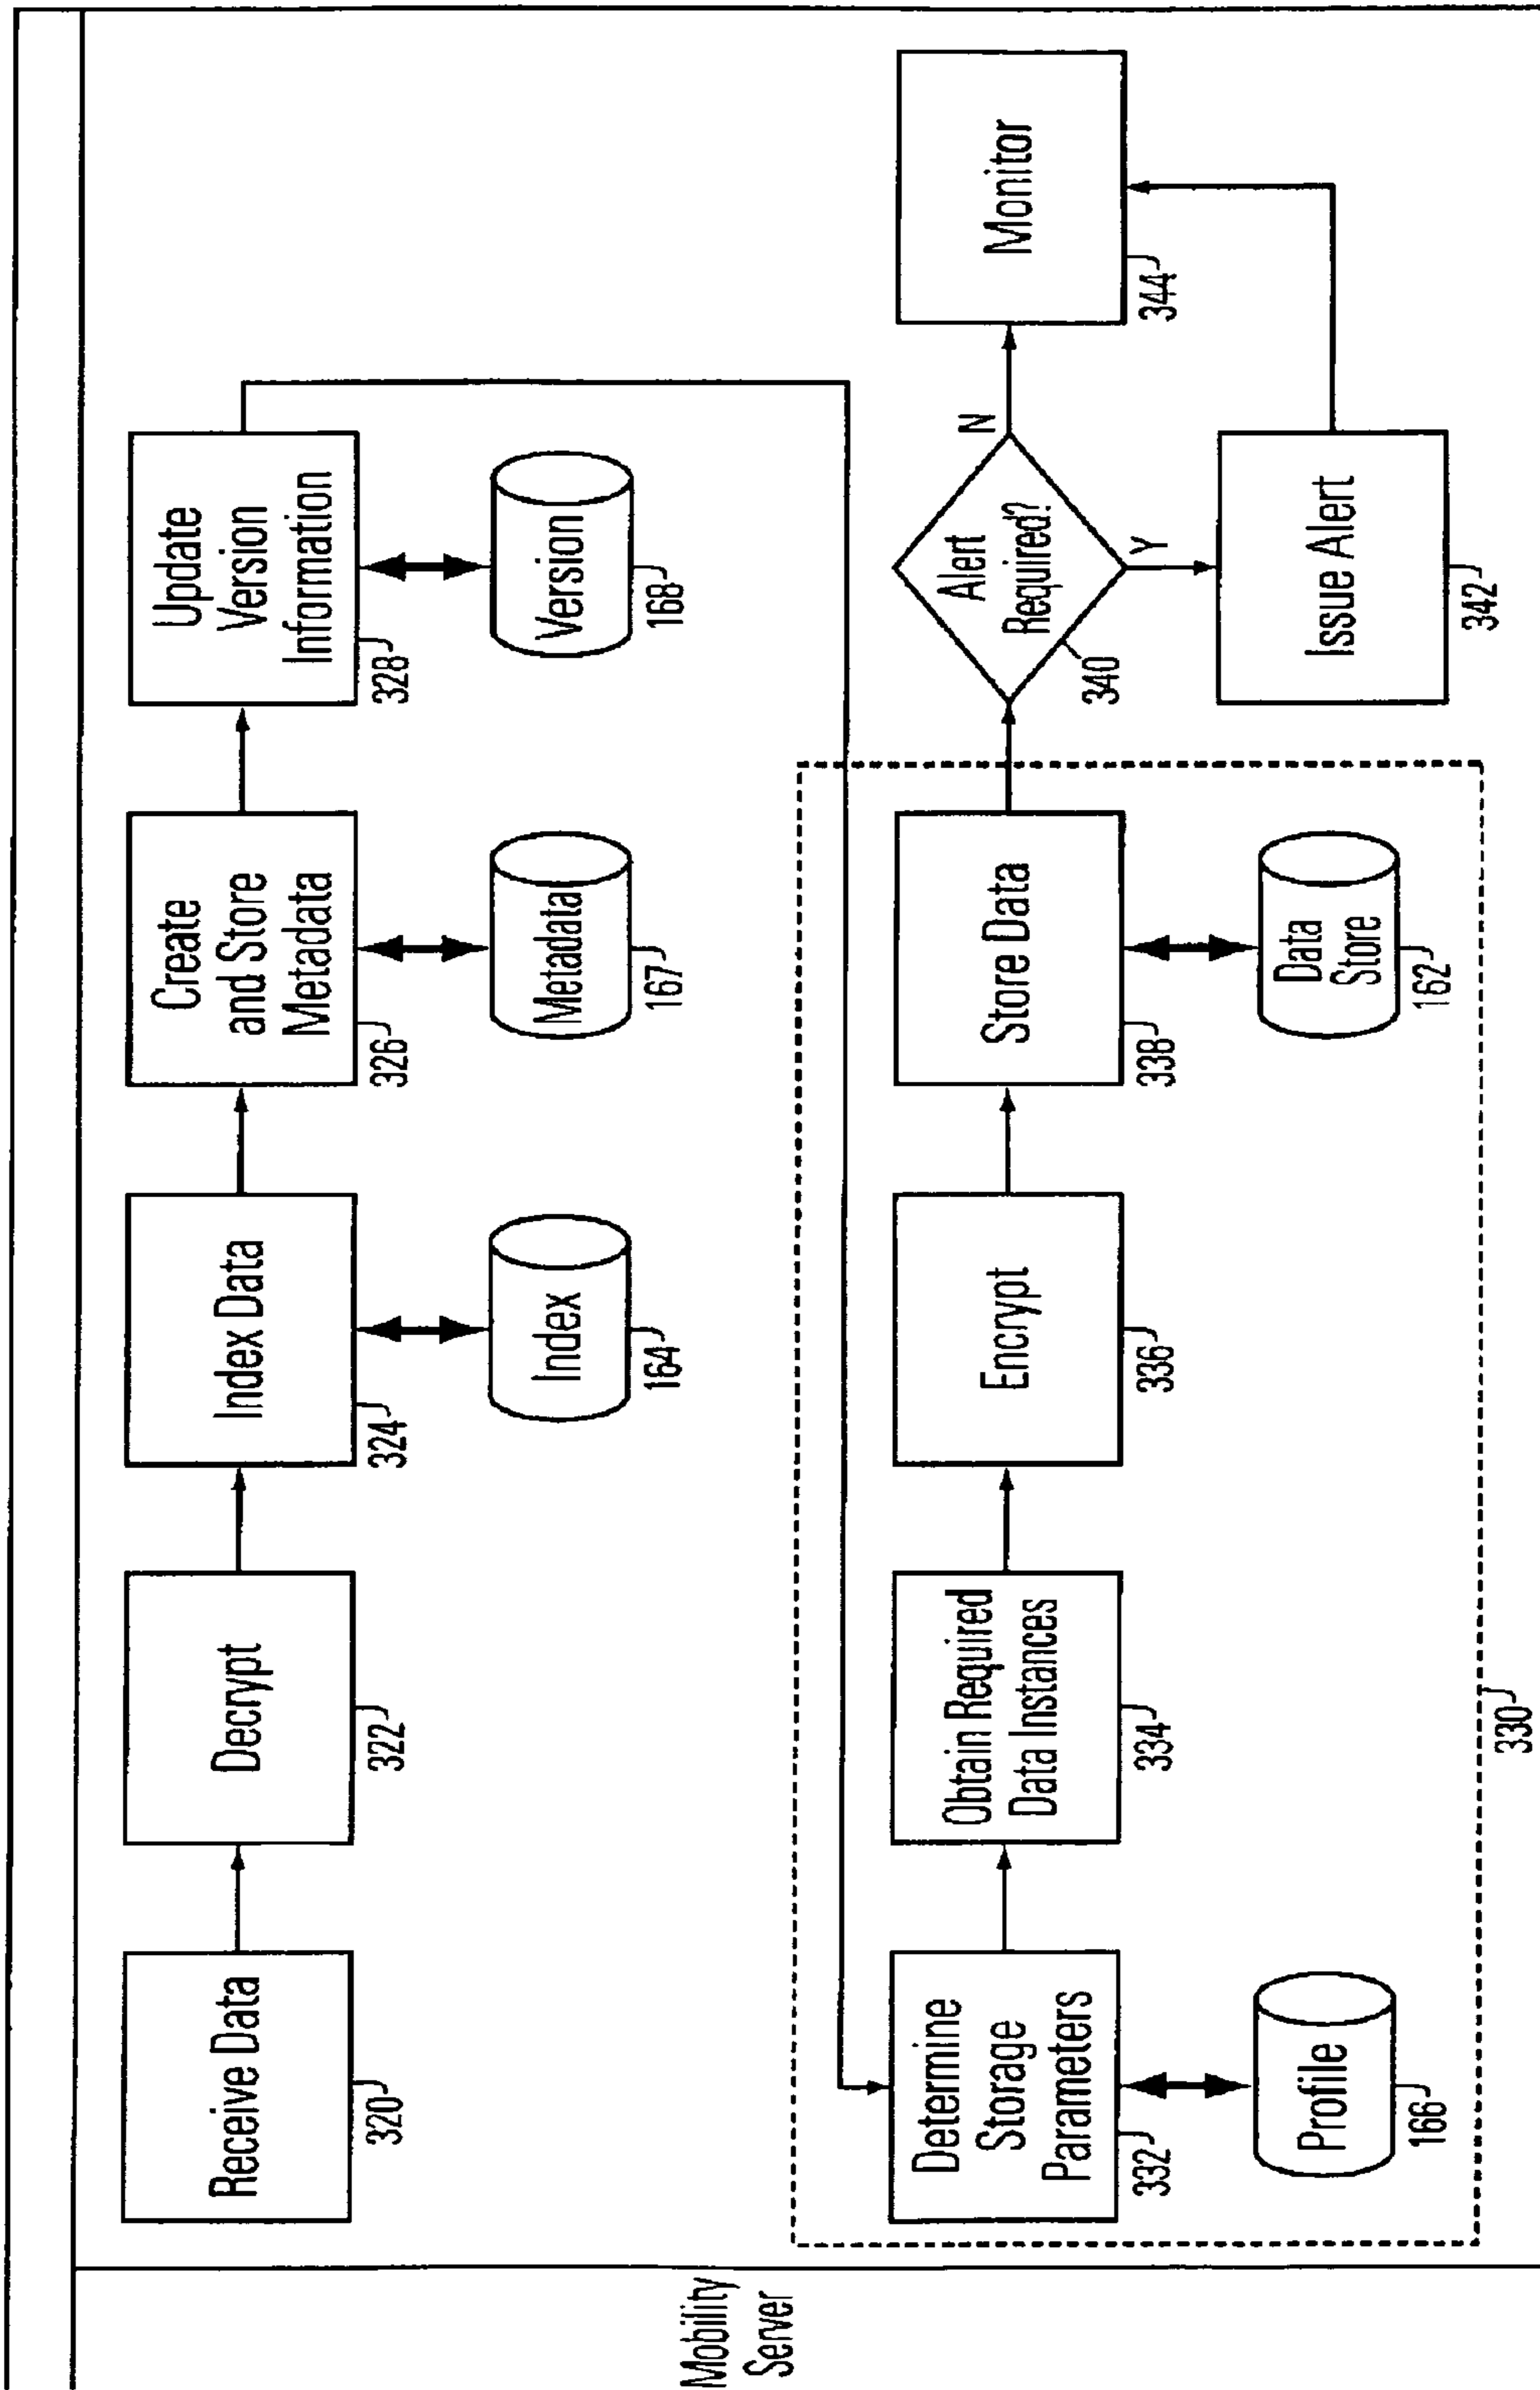 Mobility
Server
Receive Data
320
Decrypt
322
Index Data
324
Index
164
Create
and Store
Metadata
326
Metadata
167
Update
Version
Information
328
Version
168
Determine
Storage
Parameters
332
Profile
166
Obtain Required
Data Instances
334
Encrypt
336
Store Data
338
Data
Store
162
330
Alert
Required?
340
N
Y
Issue Alert
342
Monitor
344